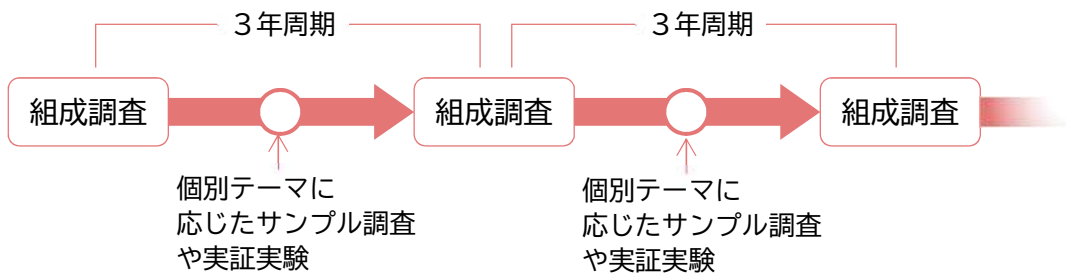 ３年周期
３年周期
組成調査
組成調査
組成調査
個別テーマに
応じたサンプル調査
や実証実験
個別テーマに
応じたサンプル調査
や実証実験